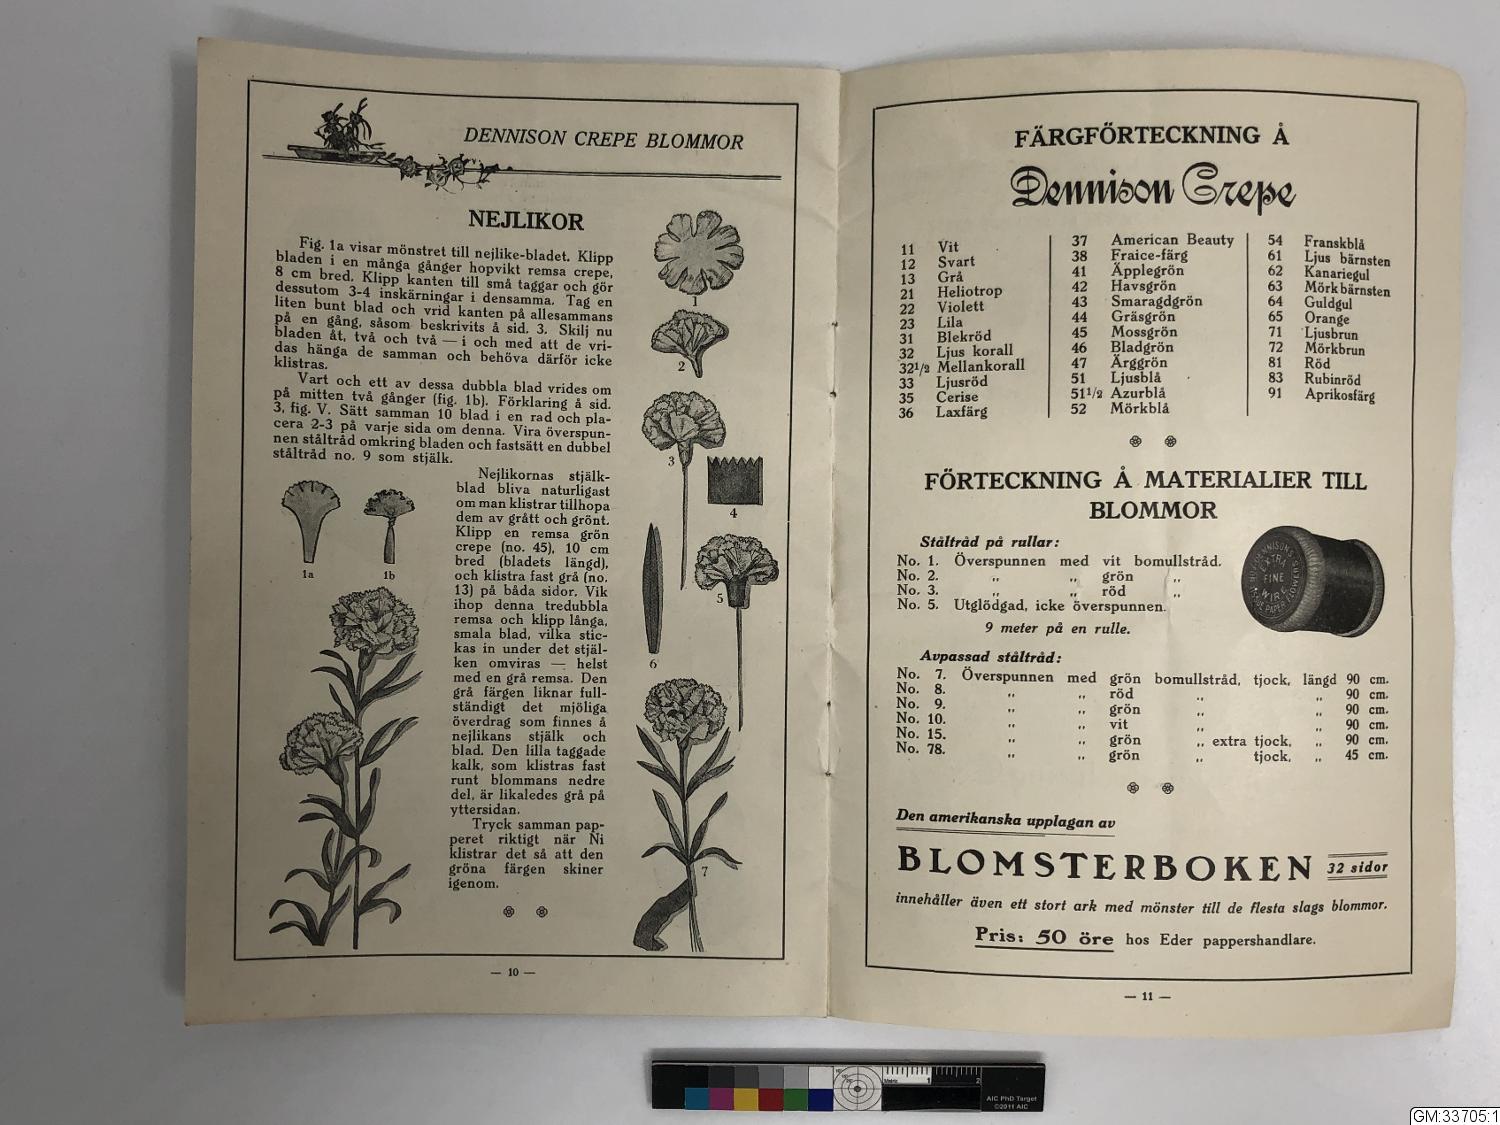 DENNISON CREPE BLOMMOR
NEJLIKOR
Fig. 1a visar mönstret till nejlike-bladet. Klipp
bladen i en många gånger hopvikt remsa crepe,
8 cm bred. Klipp kanten till små taggar och gör
dessutom 3-4 inskärningar i densamma. Tag en
liten bunt blad och vrid kanten på allesammans
på en gång, såsom beskrivits å sid. 3. Skilj nu
bladen åt, två och två — i och med att de vri-
das hänga de samman och behöva därför icke
klistras.
Vart och ett av dessa dubbla blad vrides om
på mitten två gånger (fig. 1b). Förklaring å sid.
3, fig. V. Sätt samman 10 blad i en rad och pla-
cera 2-3 på varje sida om denna. Vira överspun-
nen ståltråd omkring bladen och fastsätt en dubbel
ståltråd no. 9 som stjälk.
Nejlikornas stjälk-
blad bliva naturligast
om man klistrar tillhopa
dem av grått och grönt.
Klipp en remsa grön
crepe (no. 45), 10 cm
bred (bladets längd),
och klistra fast grå (no.
13) på båda sidor. Vik
ihop denna tredubbla
remsa och klipp långa,
smala blad, vilka stic-
kas in under det stjäl-
ken omviras — helst
med en grå remsa. Den
grå färgen liknar full-
ständigt det mjöliga
överdrag som finnes å
nejlikans stjälk och
blad. Den lilla taggade
kalk, som klistras fast
runt blommans nedre
del, är likaledes grå på
yttersidan.
Tryck samman pap-
peret riktigt när Ni
klistrar det så att den
gröna färgen skiner
igenom.
1
2
3
4
5
6
7
1a
1b
— 10 —
FÄRGFÖRTECKNING Å
Dennison Crepe
11 Vit
12 Svart
13 Grå
21 Heliotrop
22 Violett
23 Lila
31 Blekröd
32 Ljus korall
32 1/2 Mellankorall
33 Ljusröd
35 Cerise
36 Laxfärg
37 American Beauty
38 Fraice-färg
41 Äpplegrön
42 Havsgrön
43 Smaragdgrön
44 Gräsgrön
45 Mossgrön
46 Bladgrön
47 Ärggrön
51 Ljusblå
51 1/2 Azurblå
52 Mörkblå
54 Franskblå
61 Ljus bärnsten
62 Kanariegul
63 Mörk bärnsten
64 Guldgul
65 Orange
71 Ljusbrun
72 Mörkbrun
81 Röd
83 Rubinröd
91 Aprikosfärg
FÖRTECKNING Å MATERIALIER TILL
BLOMMOR
Ståltråd på rullar:
No. 1. Överspunnen med vit bomullstråd.
No. 2. „ „ grön „
No. 3. „ „ röd „
No. 5. Utglödgad, icke överspunnen.
9 meter på en rulle.
EXTRA
FINE
WIRE
Avpassad ståltråd:
No. 7. Överspunnen med grön bomullstråd, tjock, längd 90 cm.
No. 8. „ „ röd „ „ 90 cm.
No. 9. „ „ grön „ „ 90 cm.
No. 10. „ „ vit „ „ 90 cm.
No. 15. „ „ grön „ extra tjock, „ 90 cm.
No. 78. „ „ grön „ tjock, „ 45 cm.
Den amerikanska upplagan av
BLOMSTERBOKEN 32 sidor
innehåller även ett stort ark med mönster till de flesta slags blommor.
Pris: 50 öre hos Eder pappershandlare.
— 11 —
Metric 1 2
AIC PhD Target
©2011 AIC
GM:33705:1